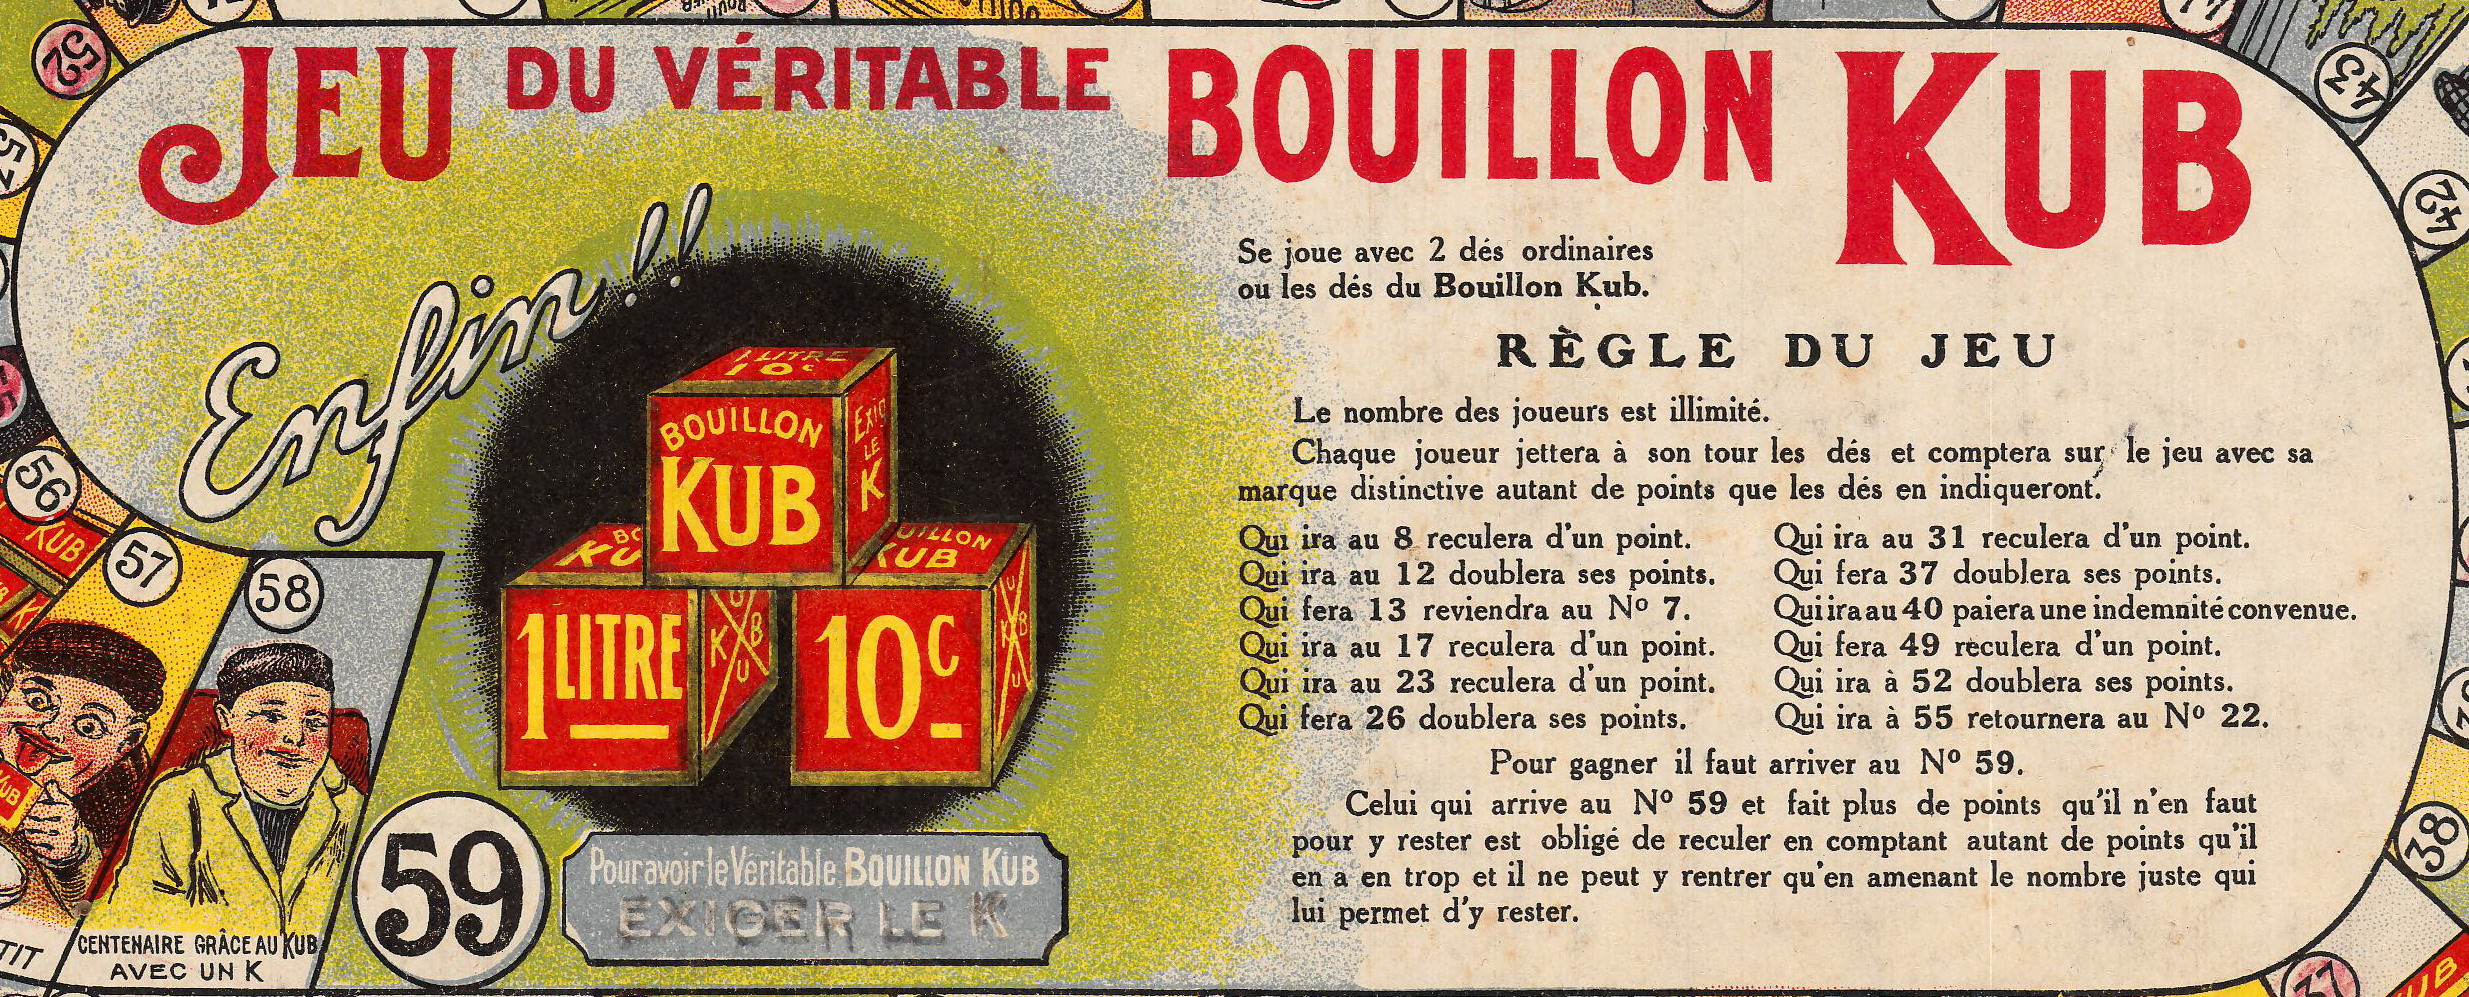 JEU DU VÉRITABLE BOUILLON KUB
Enfin!!
Se joue avec 2 dés ordinaires
ou les dés du Bouillon Kub.
RÈGLE DU JEU
Le nombre des joueurs est illimité.
Chaque joueur jettera à son tour les dés et comptera sur le jeu avec sa
marque distinctive autant de points que les dés en indiqueront.
Qui ira au 8 reculera d'un point.
Qui ira au 12 doublera ses points.
Qui fera 13 reviendra au Nº 7.
Qui ira au 17 reculera d'un point.
Qui ira au 23 reculera d'un point.
Qui fera 26 doublera ses points.
Qui ira au 31 reculera d'un point.
Qui fera 37 doublera ses points.
Qui ira au 40 paiera une indemnité convenue.
Qui fera 49 reculera d'un point.
Qui ira à 52 doublera ses points.
Qui ira à 55 retournera au Nº 22.
Pour gagner il faut arriver au Nº 59.
Celui qui arrive au Nº 59 et fait plus de points qu'il n'en faut
pour y rester est obligé de reculer en comptant autant de points qu'il
en a en trop et il ne peut y rentrer qu'en amenant le nombre juste qui
lui permet d'y rester.
1 LITRE
10c
BOUILLON
KUB
EXIG
LE
K
KUB
1 LITRE
KUB
KUB
10c
KUB
Pour avoir le Véritable BOUILLON KUB
EXIGER LE K
52
56
KUB
57
58
KUB
CENTENAIRE GRÂCE AU KUB
AVEC UN K
59
43
42
38
37
KUB